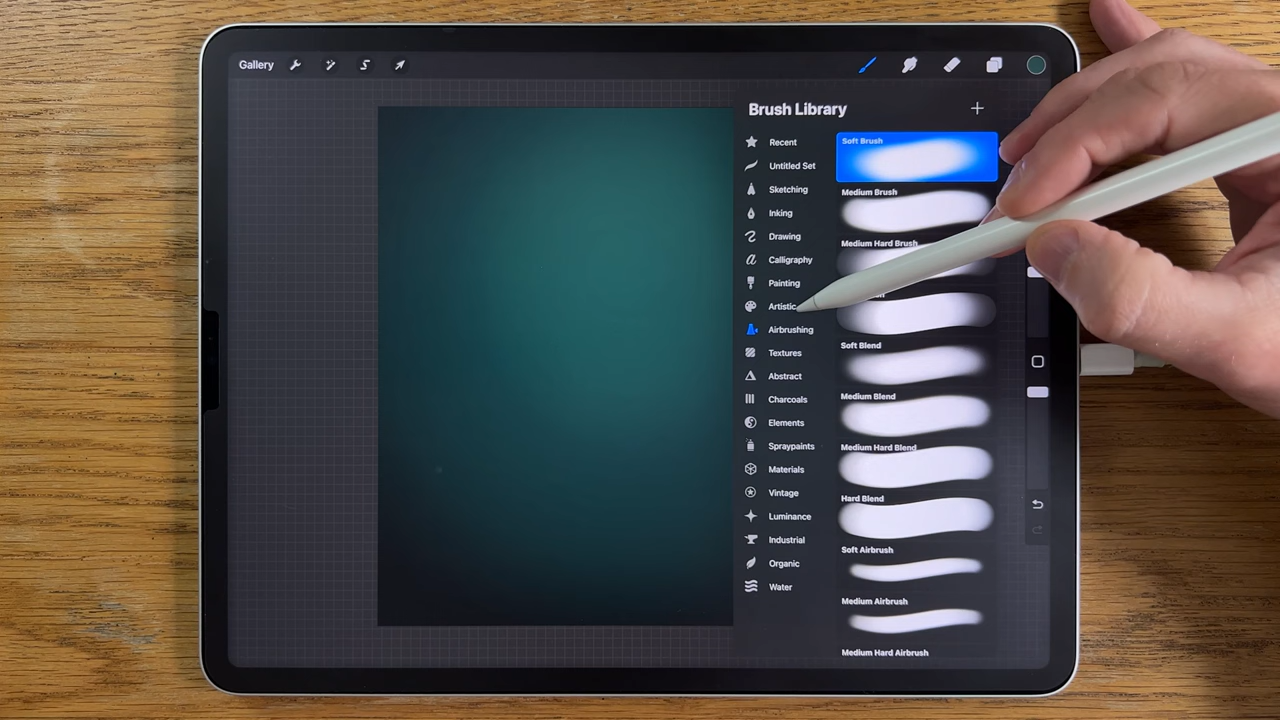 Gallery
Brush Library
Recent
Untitled Set
Sketching
Inking
Drawing
Calligraphy
Painting
Artistic
Airbrushing
Textures
Abstract
Charcoals
Elements
Spraypaints
Materials
Vintage
Luminance
Industrial
Organic
Water
Soft Brush
Medium Brush
Medium Hard Brush
Soft Blend
Medium Blend
Medium Hard Blend
Hard Blend
Soft Airbrush
Medium Airbrush
Medium Hard Airbrush